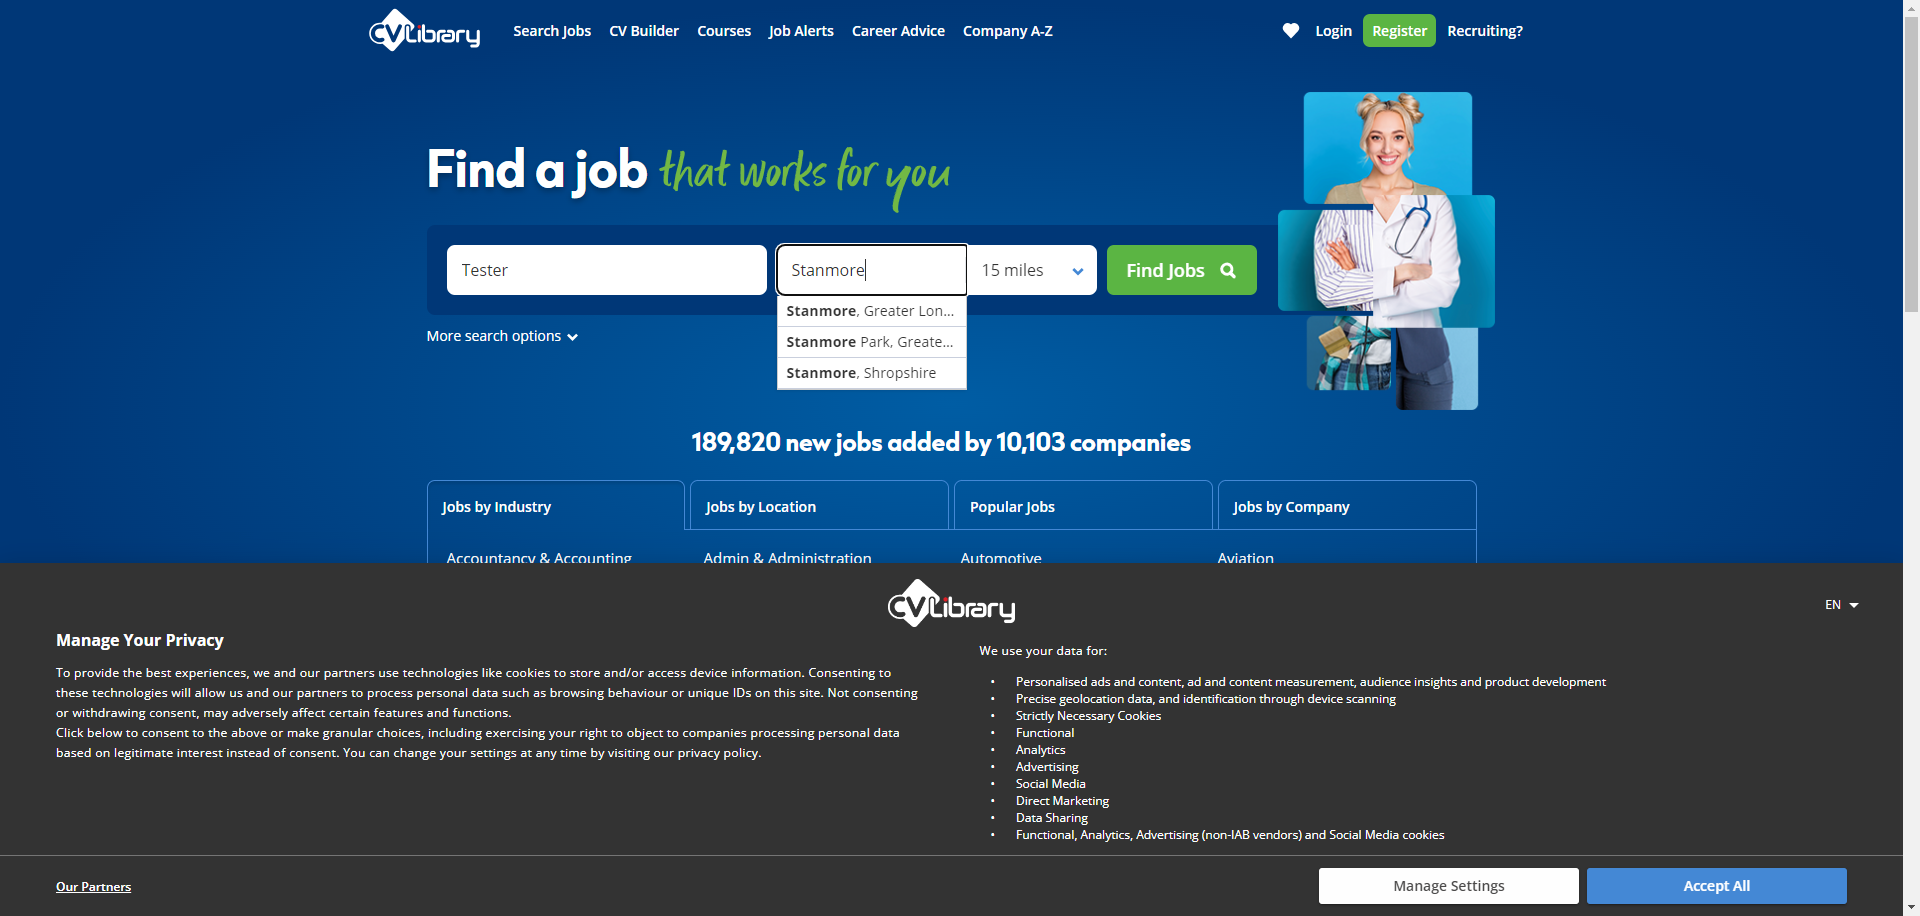 CVLibrary
Search Jobs
CV Builder
Courses
Job Alerts
Career Advice
Company A-Z
Login
Register
Recruiting?
Find a job that works for you
Tester
Stanmore
15 miles
Find Jobs
Stanmore, Greater Lon...
Stanmore Park, Greate...
Stanmore, Shropshire
More search options
189,820 new jobs added by 10,103 companies
Jobs by Industry
Jobs by Location
Popular Jobs
Jobs by Company
Accountancy & Accounting
Admin & Administration
Automotive
Aviation
CVLibrary
EN
Manage Your Privacy
To provide the best experiences, we and our partners use technologies like cookies to store and/or access device information. Consenting to
these technologies will allow us and our partners to process personal data such as browsing behaviour or unique IDs on this site. Not consenting
or withdrawing consent, may adversely affect certain features and functions.
Click below to consent to the above or make granular choices, including exercising your right to object to companies processing personal data
based on legitimate interest instead of consent. You can change your settings at any time by visiting our privacy policy.
We use your data for:
• Personalised ads and content, ad and content measurement, audience insights and product development
• Precise geolocation data, and identification through device scanning
• Strictly Necessary Cookies
• Functional
• Analytics
• Advertising
• Social Media
• Direct Marketing
• Data Sharing
• Functional, Analytics, Advertising (non-IAB vendors) and Social Media cookies
Our Partners
Manage Settings
Accept All